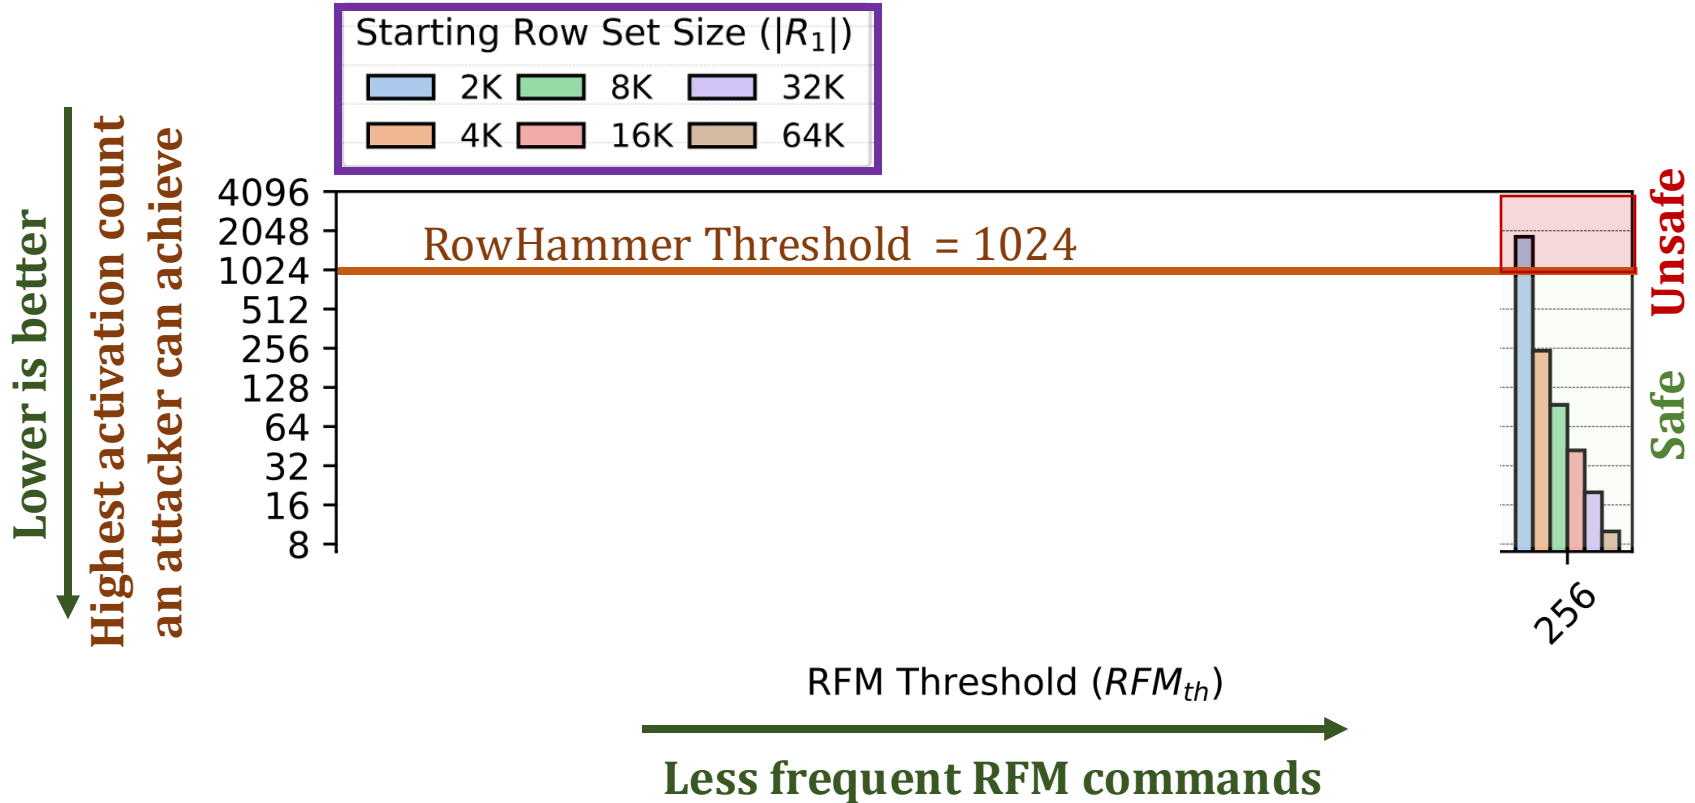 Starting Row Set Size (|R1|)
2K 8K 32K
4K 16K 64K
Lower is better
Highest activation count
an attacker can achieve
4096
2048
1024
512
256
128
64
32
16
8
RowHammer Threshold = 1024
Unsafe
Safe
256
RFM Threshold (RFMth)
Less frequent RFM commands